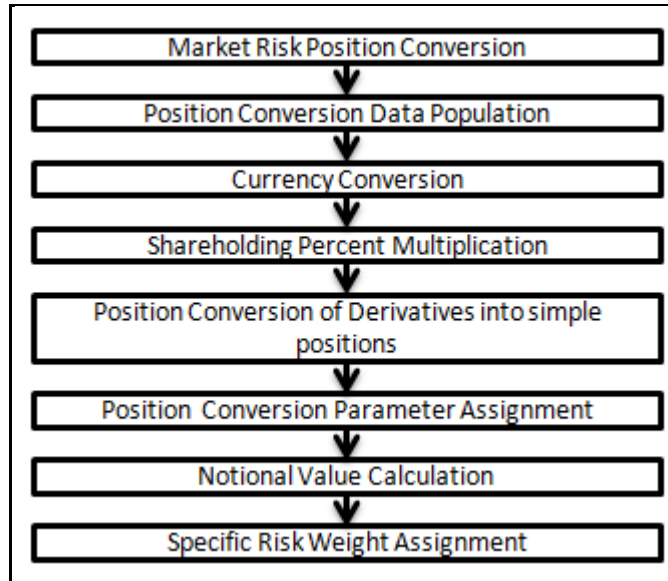 Market Risk Position Conversion
Position Conversion Data Population
Currency Conversion
Shareholding Percent Multiplication
Position Conversion of Derivatives into simple
positions
Position Conversion Parameter Assignment
Notional Value Calculation
Specific Risk Weight Assignment